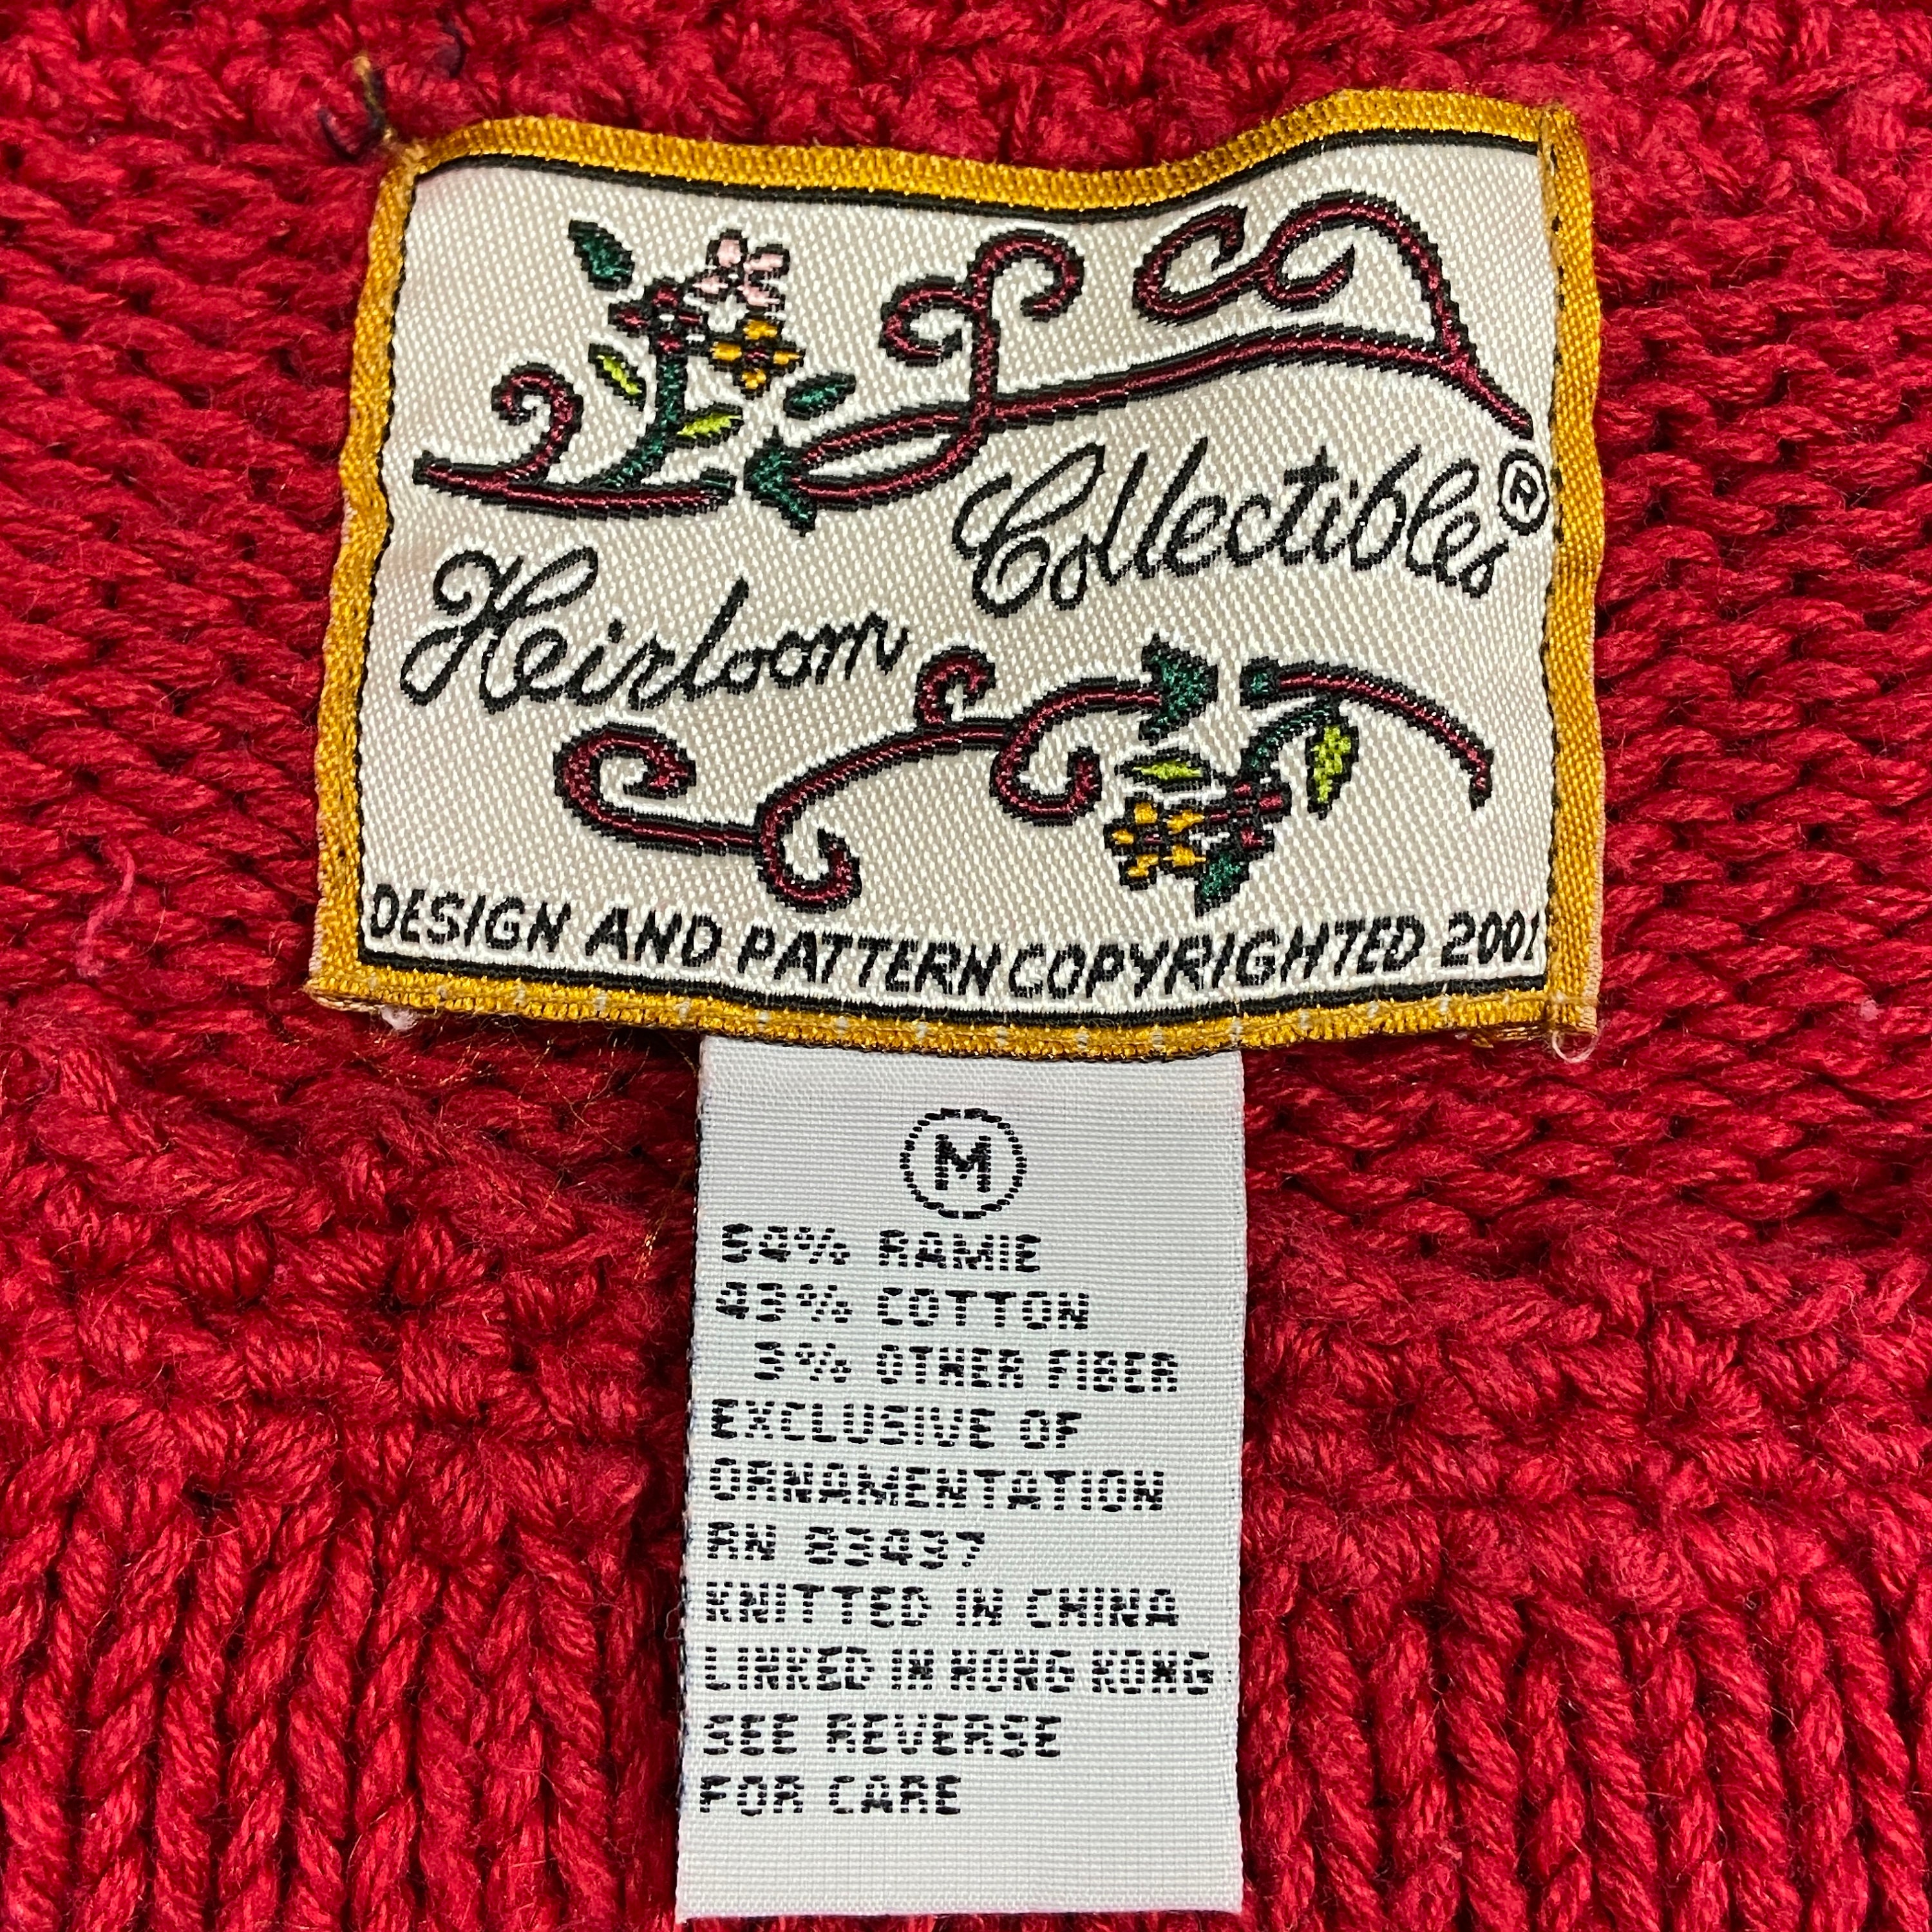 Heirloom Collectibles®
DESIGN AND PATTERN COPYRIGHTED 2001
M
54% RAMIE
43% COTTON
3% OTHER FIBER
EXCLUSIVE OF
ORNAMENTATION
RN 83437
KNITTED IN CHINA
LINKED IN HONG KONG
SEE REVERSE
FOR CARE